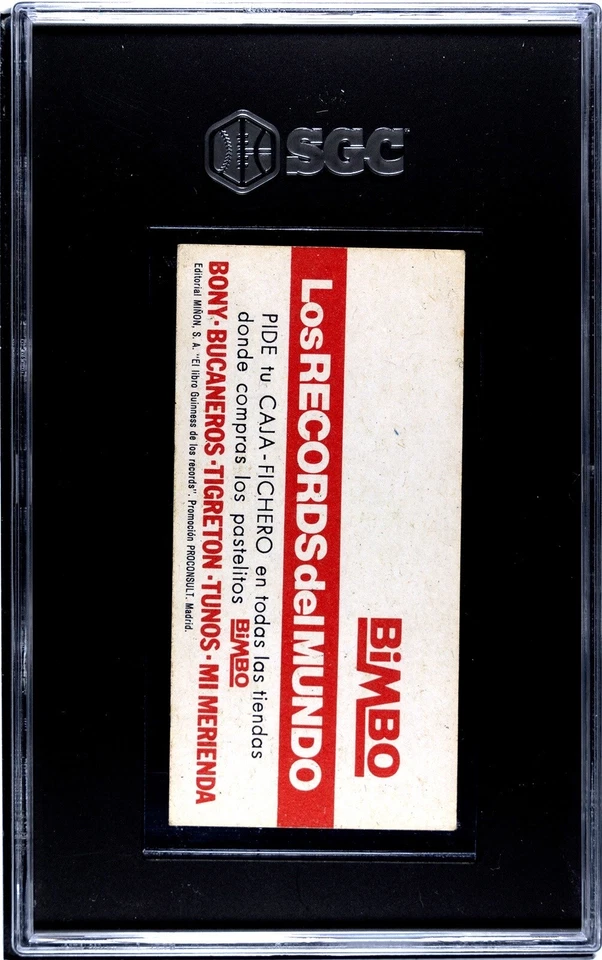 SGC
BiMBO
Los RECORDS del MUNDO
PIDE tu CAJA-FICHERO en todas las tiendas
donde compras los pastelitos BiMBO
BONY·BUCANEROS·TIGRETON·TUNOS·MI MERIENDA
Editorial MIÑON, S. A. "El libro Guinness de los records". Promoción PROCONSULT. Madrid.